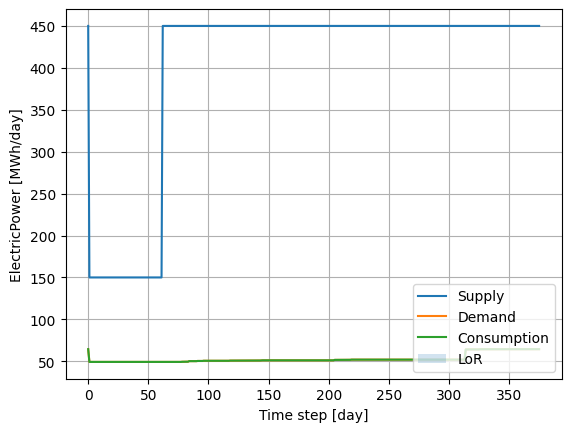 450
400
350
300
250
200
150
100
50
ElectricPower [MWh/day]
0 50 100 150 200 250 300 350
Time step [day]
Supply
Demand
Consumption
LoR